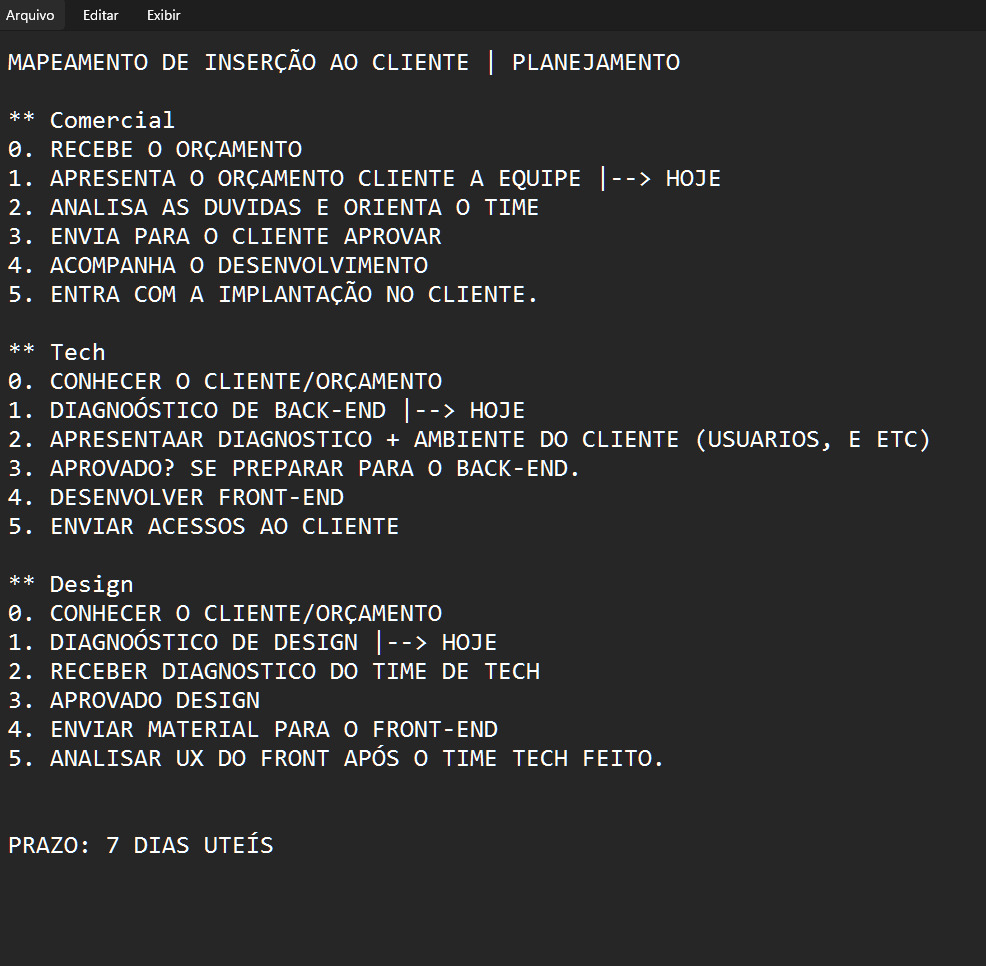 Arquivo Editar Exibir
MAPEAMENTO DE INSERÇÃO AO CLIENTE | PLANEJAMENTO
** Comercial
0. RECEBE O ORÇAMENTO
1. APRESENTA O ORÇAMENTO CLIENTE A EQUIPE |--> HOJE
2. ANALISA AS DUVIDAS E ORIENTA O TIME
3. ENVIA PARA O CLIENTE APROVAR
4. ACOMPANHA O DESENVOLVIMENTO
5. ENTRA COM A IMPLANTAÇÃO NO CLIENTE.
** Tech
0. CONHECER O CLIENTE/ORÇAMENTO
1. DIAGNOÓSTICO DE BACK-END |--> HOJE
2. APRESENTAAR DIAGNOSTICO + AMBIENTE DO CLIENTE (USUARIOS, E ETC)
3. APROVADO? SE PREPARAR PARA O BACK-END.
4. DESENVOLVER FRONT-END
5. ENVIAR ACESSOS AO CLIENTE
** Design
0. CONHECER O CLIENTE/ORÇAMENTO
1. DIAGNOÓSTICO DE DESIGN |--> HOJE
2. RECEBER DIAGNOSTICO DO TIME DE TECH
3. APROVADO DESIGN
4. ENVIAR MATERIAL PARA O FRONT-END
5. ANALISAR UX DO FRONT APÓS O TIME TECH FEITO.
PRAZO: 7 DIAS UTEÍS